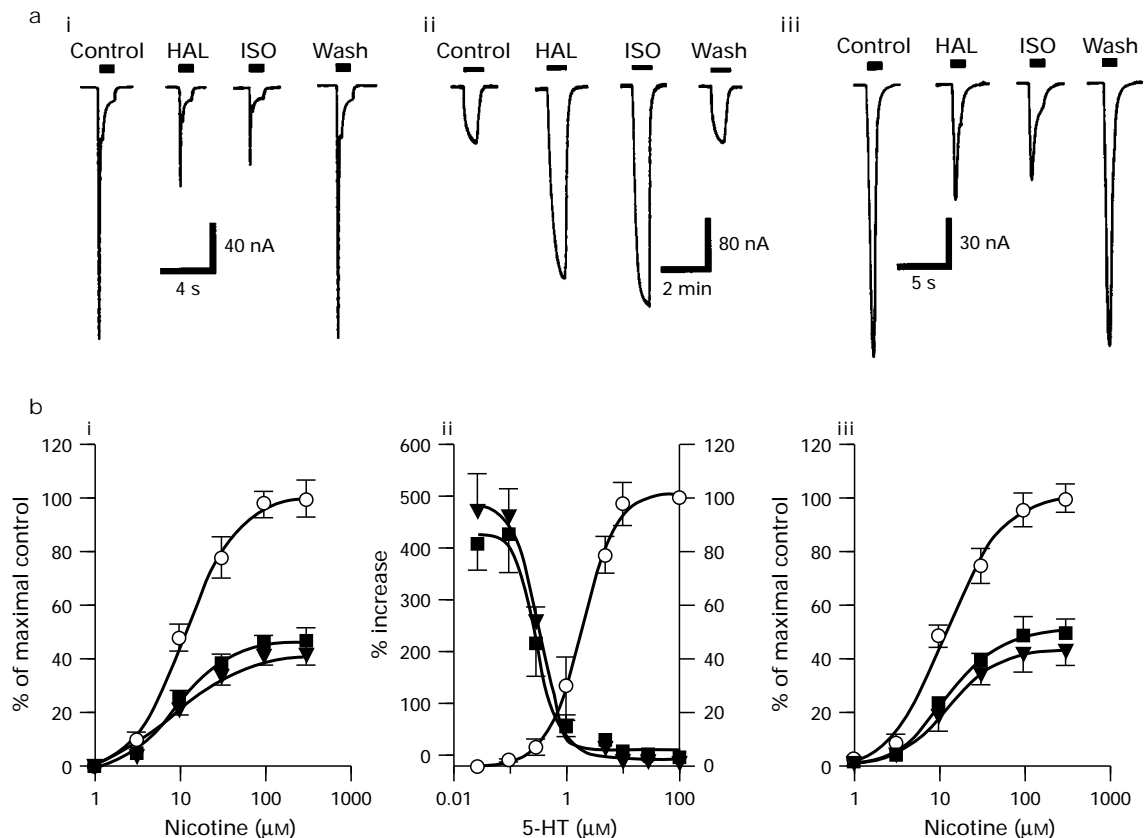 a
i
Control HAL ISO Wash
40 nA
4 s
ii
Control HAL ISO Wash
80 nA
2 min
iii
Control HAL ISO Wash
30 nA
5 s
b
i
% of maximal control
120
100
80
60
40
20
0
1 10 100 1000
Nicotine (μM)
ii
% increase
600
500
400
300
200
100
0
120
100
80
60
40
20
0
0.01 1 100
5-HT (μM)
iii
% of maximal control
120
100
80
60
40
20
0
1 10 100 1000
Nicotine (μM)